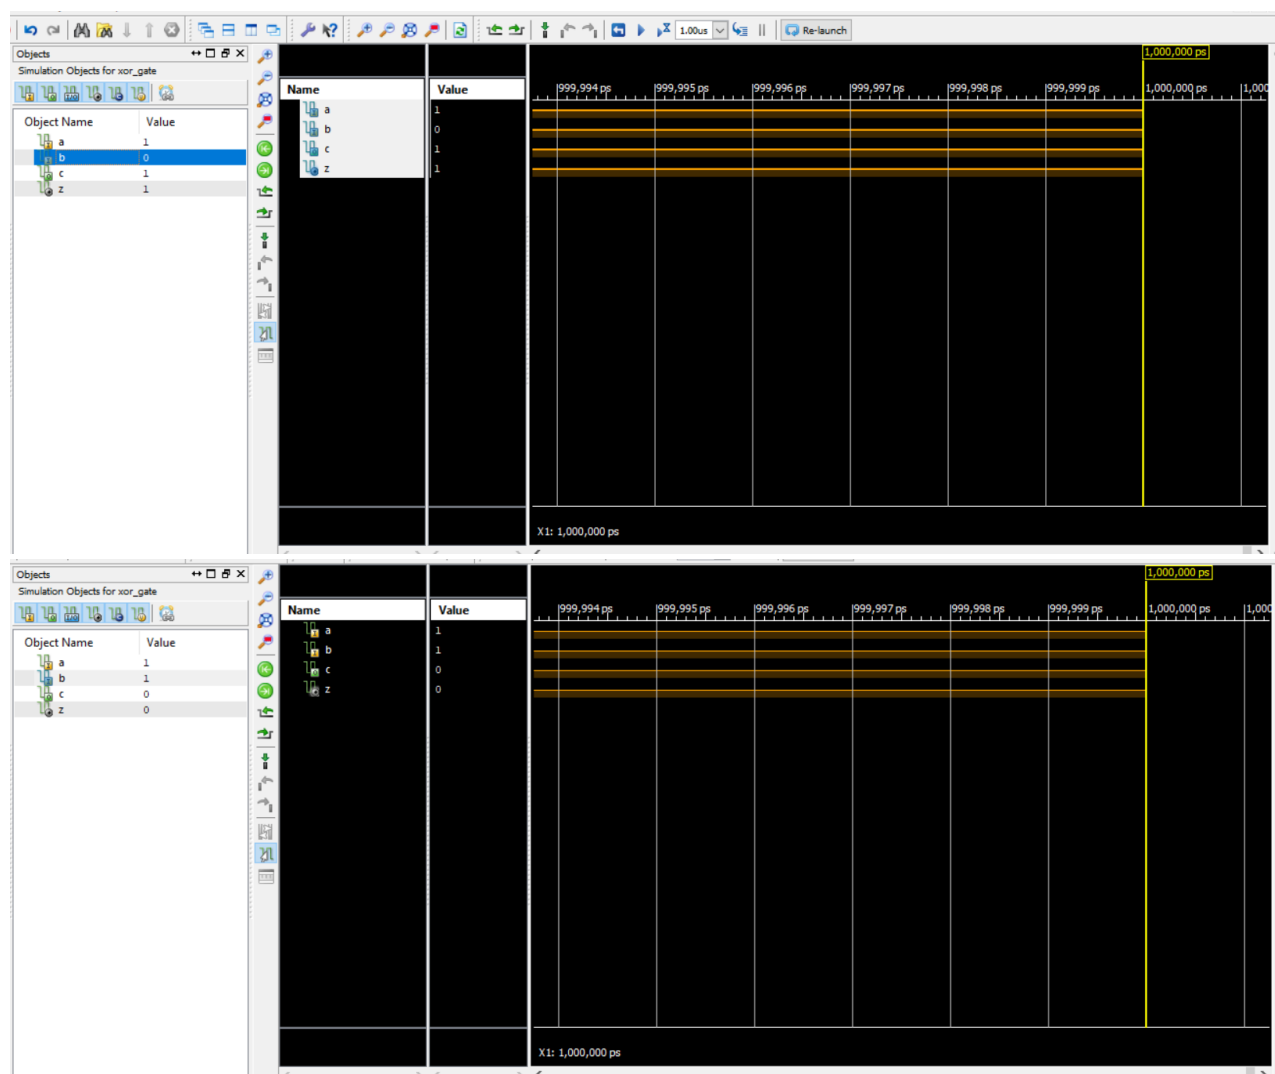 1.00us Re-launch
Objects
Simulation Objects for xor_gate
Object Name Value
a 1
b 0
c 1
z 1
Name Value
a 1
b 0
c 1
z 1
1,000,000 ps
999,994 ps 999,995 ps 999,996 ps 999,997 ps 999,998 ps 999,999 ps 1,000,000 ps 1,000
X1: 1,000,000 ps
Objects
Simulation Objects for xor_gate
Object Name Value
a 1
b 1
c 0
z 0
Name Value
a 1
b 1
c 0
z 0
1,000,000 ps
999,994 ps 999,995 ps 999,996 ps 999,997 ps 999,998 ps 999,999 ps 1,000,000 ps 1,000
X1: 1,000,000 ps